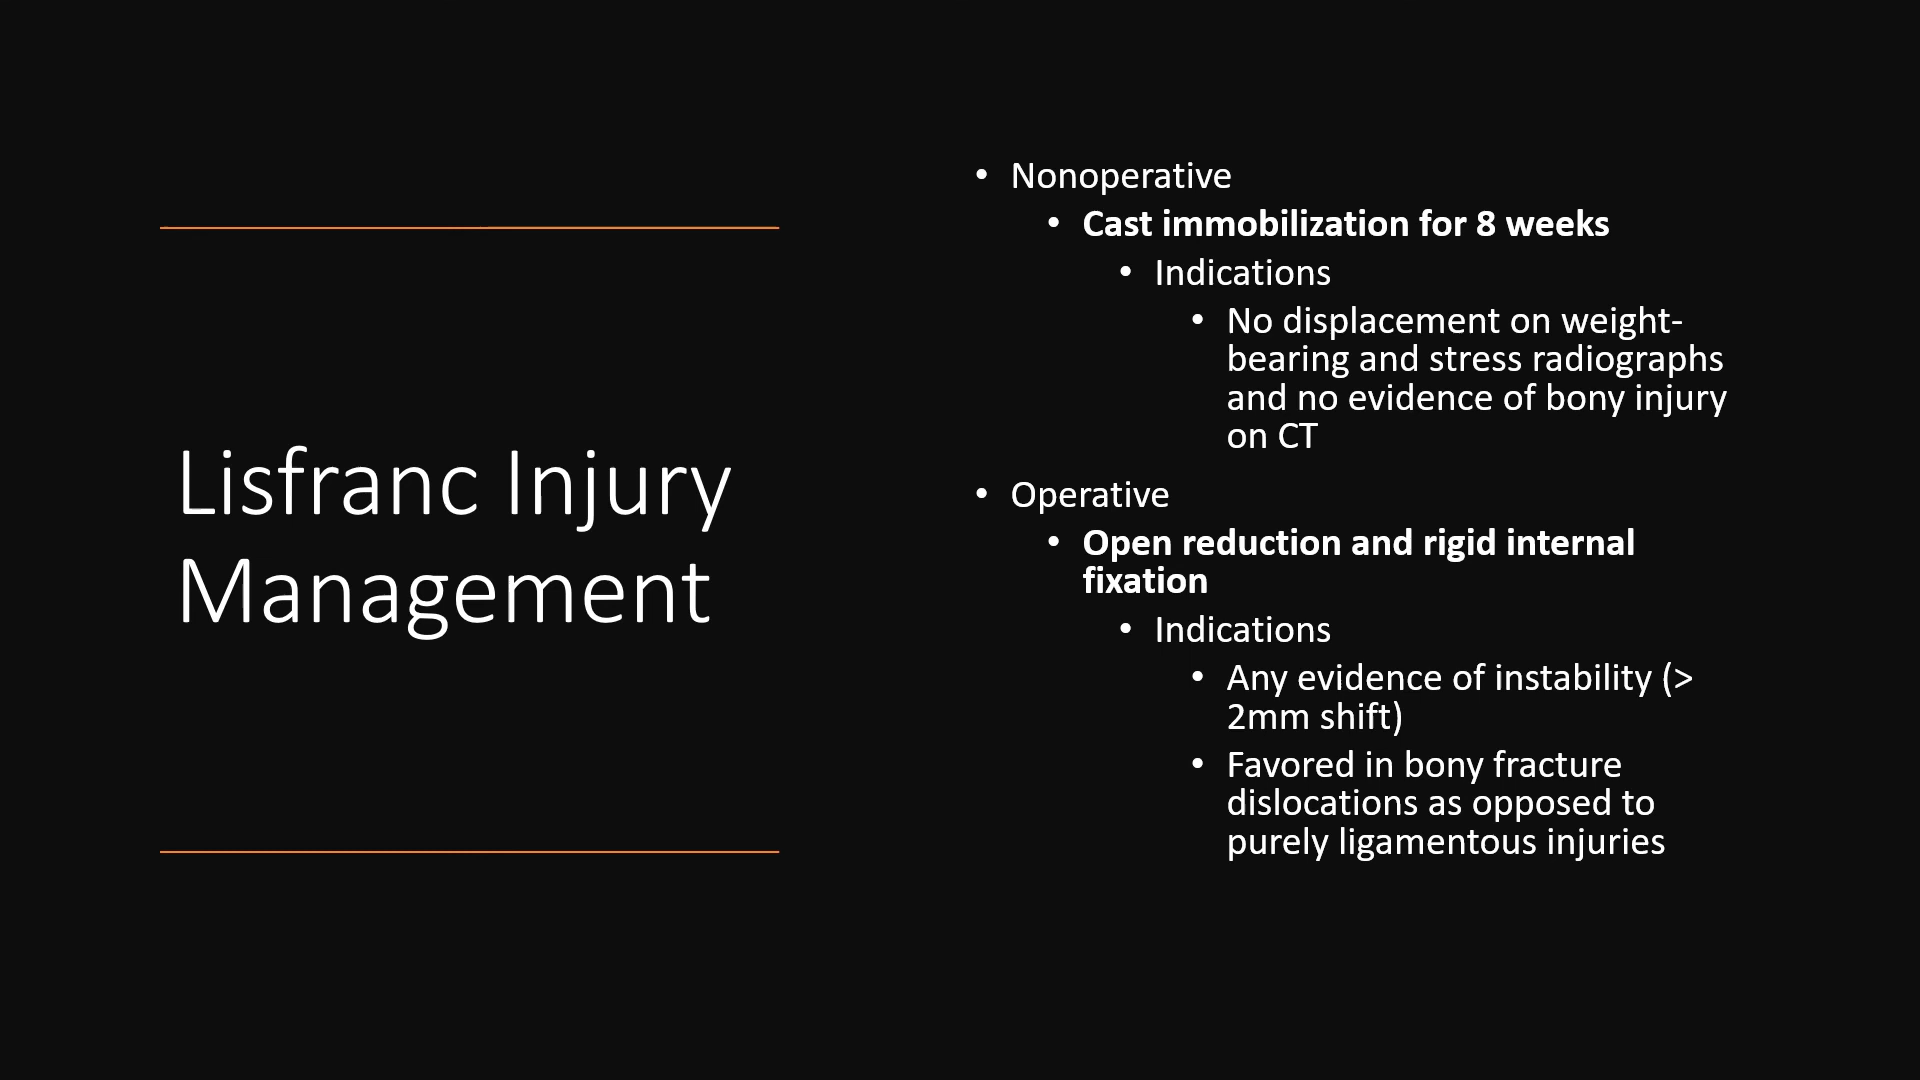 Lisfranc Injury
Management
• Nonoperative
• Cast immobilization for 8 weeks
• Indications
• No displacement on weight-
bearing and stress radiographs
and no evidence of bony injury
on CT
• Operative
• Open reduction and rigid internal
fixation
• Indications
• Any evidence of instability (>
2mm shift)
• Favored in bony fracture
dislocations as opposed to
purely ligamentous injuries